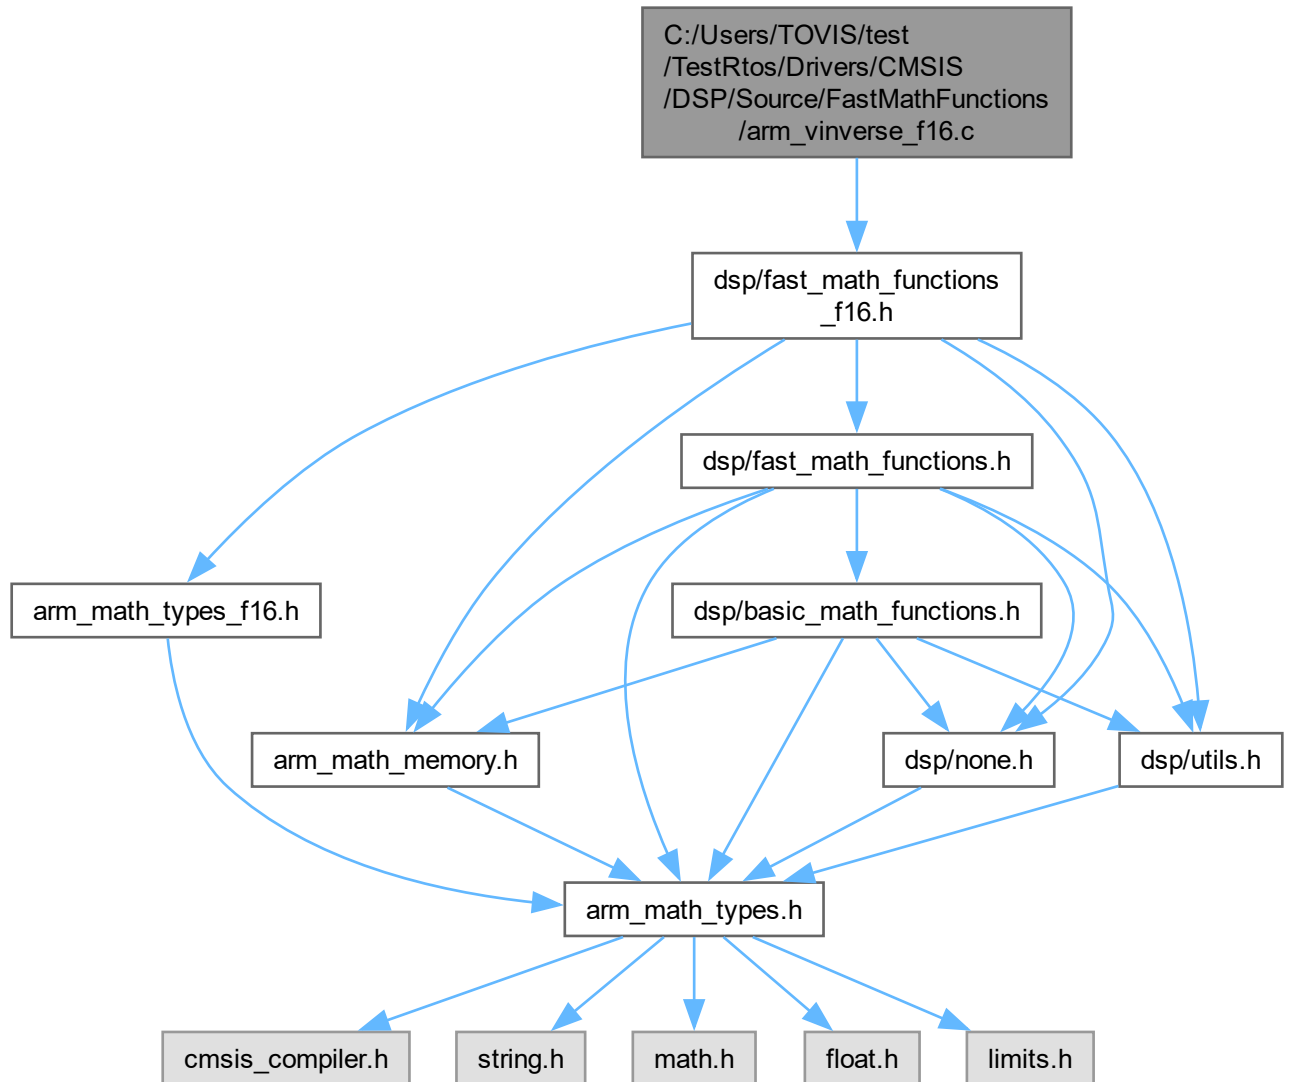 C:/Users/TOVIS/test
/TestRtos/Drivers/CMSIS
/DSP/Source/FastMathFunctions
/arm_vinverse_f16.c
dsp/fast_math_functions
_f16.h
dsp/fast_math_functions.h
arm_math_types_f16.h
dsp/basic_math_functions.h
arm_math_memory.h
dsp/none.h
dsp/utils.h
arm_math_types.h
cmsis_compiler.h
string.h
math.h
float.h
limits.h